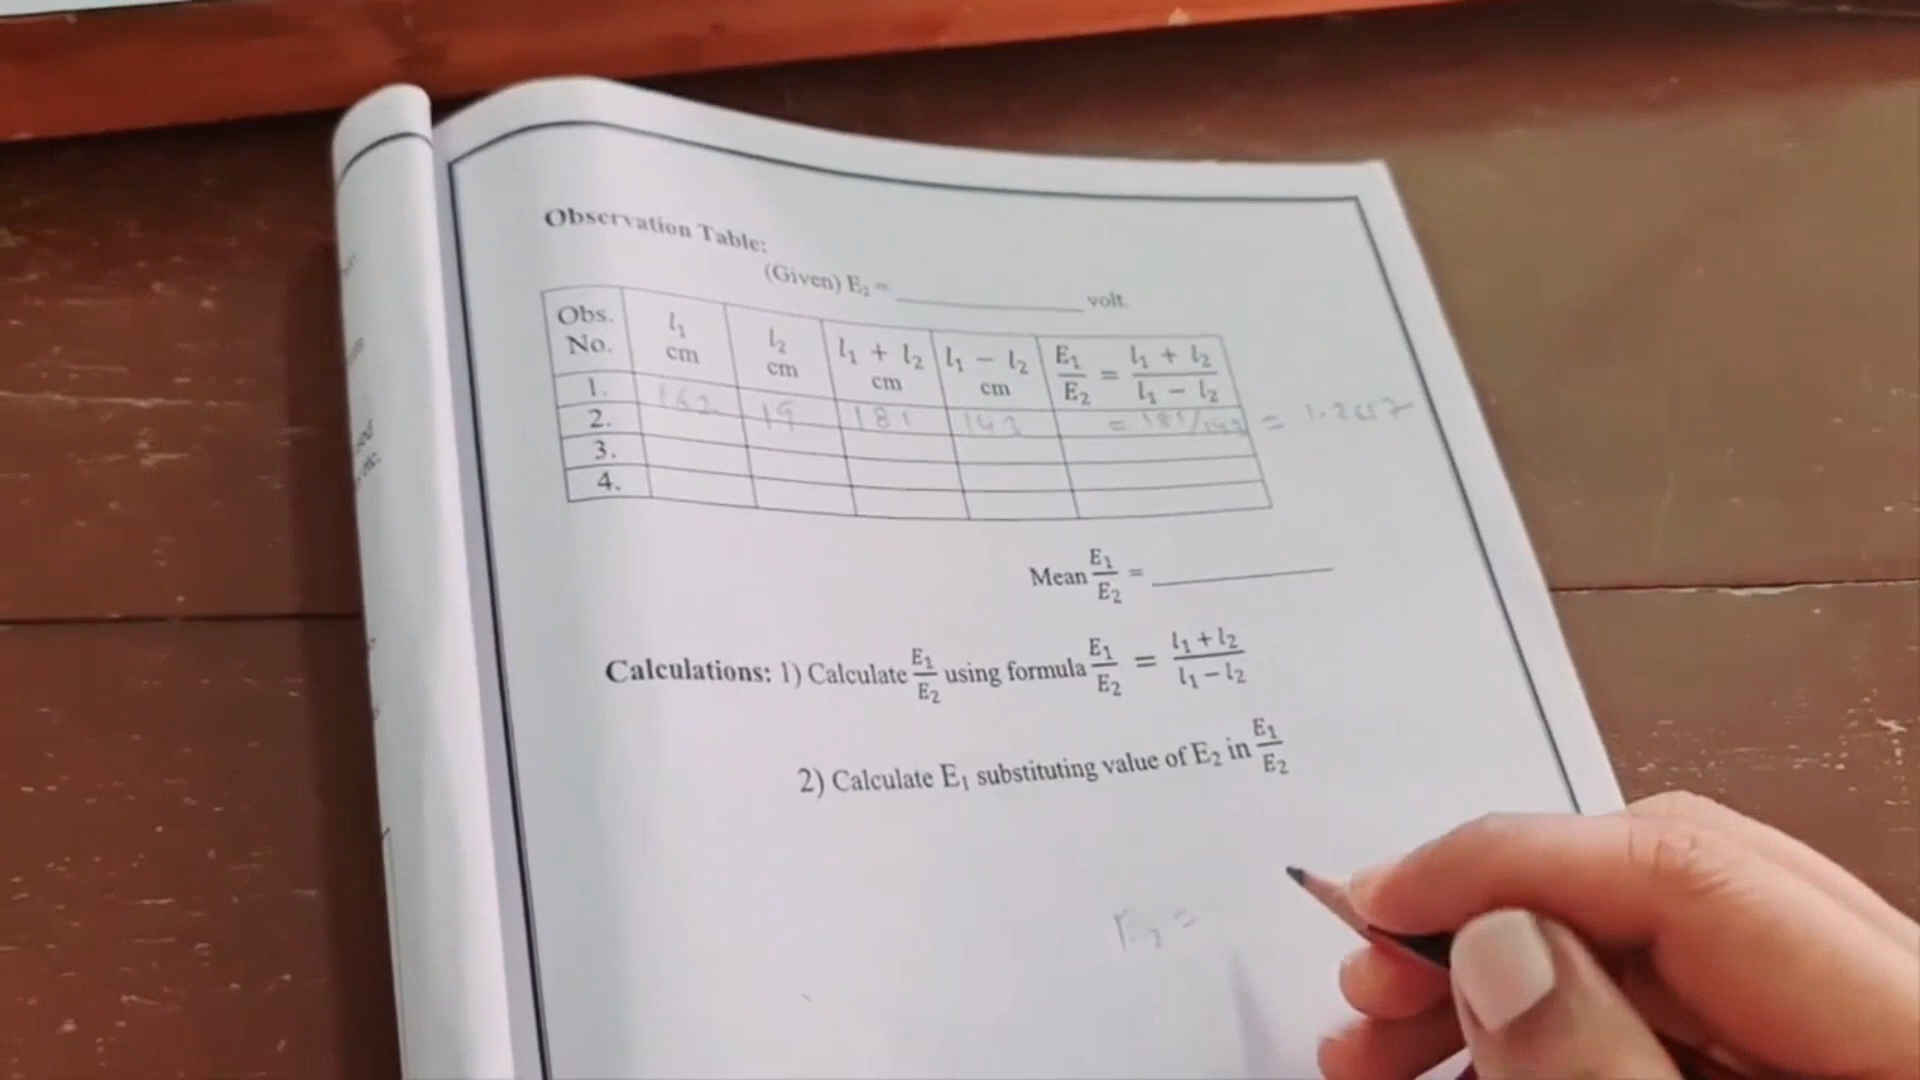 Observation Table:
(Given) E₂ = ____________ volt.
Obs. No. l₁ cm l₂ cm l₁ + l₂ cm l₁ − l₂ cm E₁/E₂ = (l₁ + l₂)/(l₁ − l₂)
1. 162 19 181 143 = 181/143 = 1.2657
2.
3.
4.
Mean E₁/E₂ = ____________
Calculations: 1) Calculate E₁/E₂ using formula E₁/E₂ = (l₁ + l₂)/(l₁ − l₂)
2) Calculate E₁ substituting value of E₂ in E₁/E₂